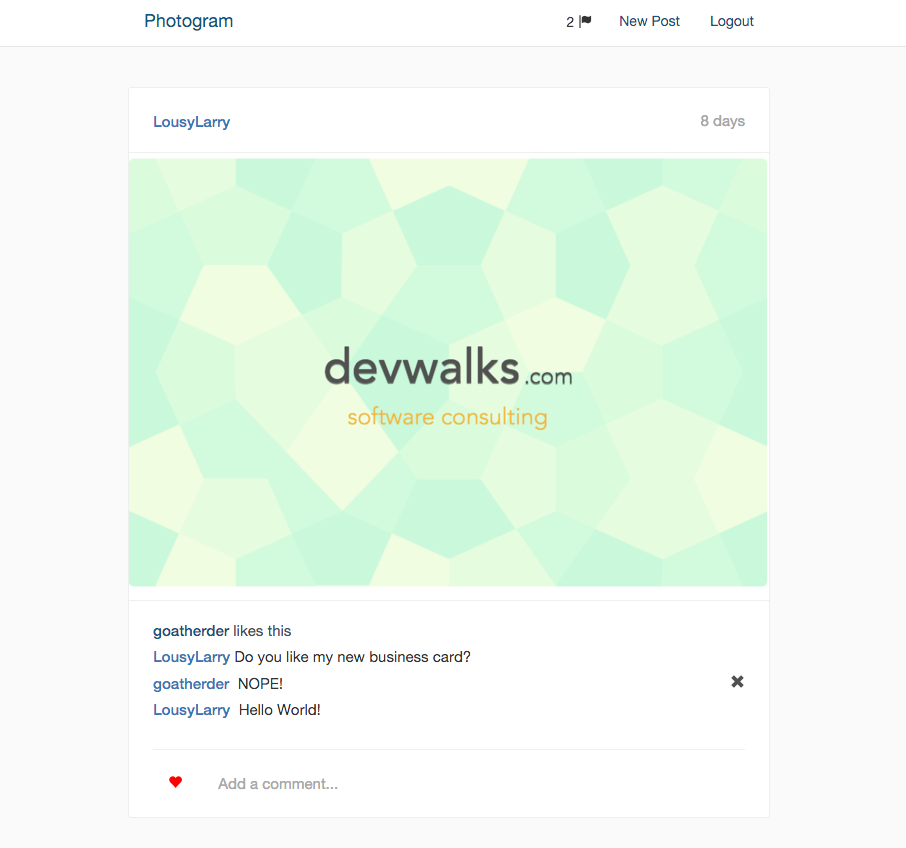 Photogram 2 New Post Logout
LousyLarry 8 days
devwalks.com
software consulting
goatherder likes this
LousyLarry Do you like my new business card?
goatherder NOPE!
LousyLarry Hello World!
Add a comment...